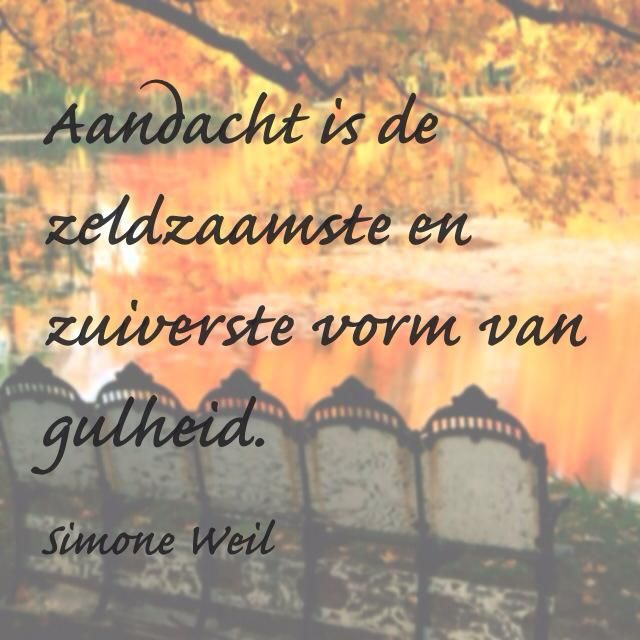 Aandacht is de
zeldzaamste en
zuiverste vorm van
gulheid.
Simone Weil